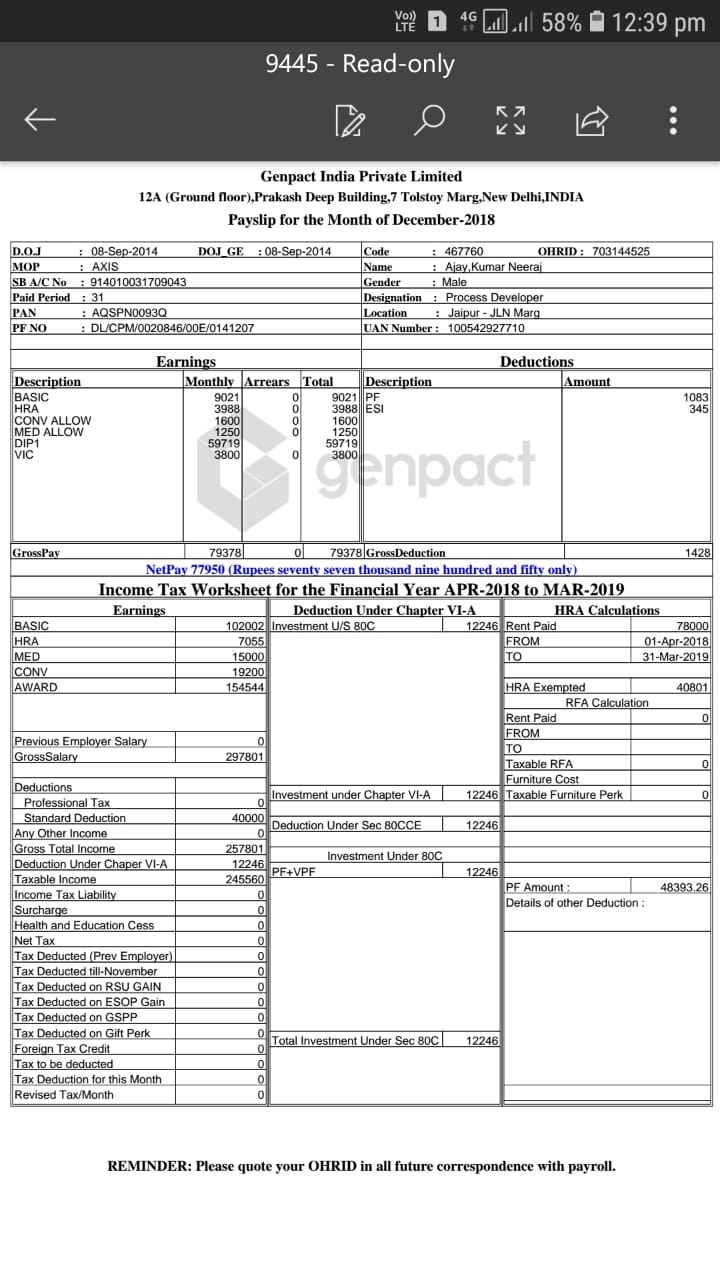 Vo)) LTE 1 4G 58% 12:39 pm
9445 - Read-only
Genpact India Private Limited
12A (Ground floor),Prakash Deep Building,7 Tolstoy Marg,New Delhi,INDIA
Payslip for the Month of December-2018
D.O.J : 08-Sep-2014 DOJ_GE : 08-Sep-2014 Code : 467760 OHRID : 703144525
MOP : AXIS Name : Ajay,Kumar Neeraj
SB A/C No : 914010031709043 Gender : Male
Paid Period : 31 Designation : Process Developer
PAN : AQSPN0093Q Location : Jaipur - JLN Marg
PF NO : DL/CPM/0020846/00E/0141207 UAN Number : 100542927710
Earnings Deductions
Description Monthly Arrears Total Description Amount
BASIC 9021 0 9021 PF 1083
HRA 3988 0 3988 ESI 345
CONV ALLOW 1600 0 1600
MED ALLOW 1250 0 1250
DIP1 59719 59719
VIC 3800 0 3800
genpact
GrossPay 79378 0 79378 GrossDeduction 1428
NetPay 77950 (Rupees seventy seven thousand nine hundred and fifty only)
Income Tax Worksheet for the Financial Year APR-2018 to MAR-2019
Earnings Deduction Under Chapter VI-A HRA Calculations
BASIC 102002 Investment U/S 80C 12246 Rent Paid 78000
HRA 7055 FROM 01-Apr-2018
MED 15000 TO 31-Mar-2019
CONV 19200
AWARD 154544 HRA Exempted 40801
RFA Calculation
Rent Paid 0
FROM
Previous Employer Salary 0 TO
GrossSalary 297801 Taxable RFA 0
Furniture Cost
Deductions Investment under Chapter VI-A 12246 Taxable Furniture Perk 0
Professional Tax 0
Standard Deduction 40000 Deduction Under Sec 80CCE 12246
Any Other Income 0
Gross Total Income 257801 Investment Under 80C
Deduction Under Chaper VI-A 12246 PF+VPF 12246
Taxable Income 245560 PF Amount : 48393.26
Income Tax Liability 0 Details of other Deduction :
Surcharge 0
Health and Education Cess 0
Net Tax 0
Tax Deducted (Prev Employer) 0
Tax Deducted till-November 0
Tax Deducted on RSU GAIN 0
Tax Deducted on ESOP Gain 0
Tax Deducted on GSPP 0
Tax Deducted on Gift Perk 0 Total Investment Under Sec 80C 12246
Foreign Tax Credit 0
Tax to be deducted 0
Tax Deduction for this Month 0
Revised Tax/Month 0
REMINDER: Please quote your OHRID in all future correspondence with payroll.